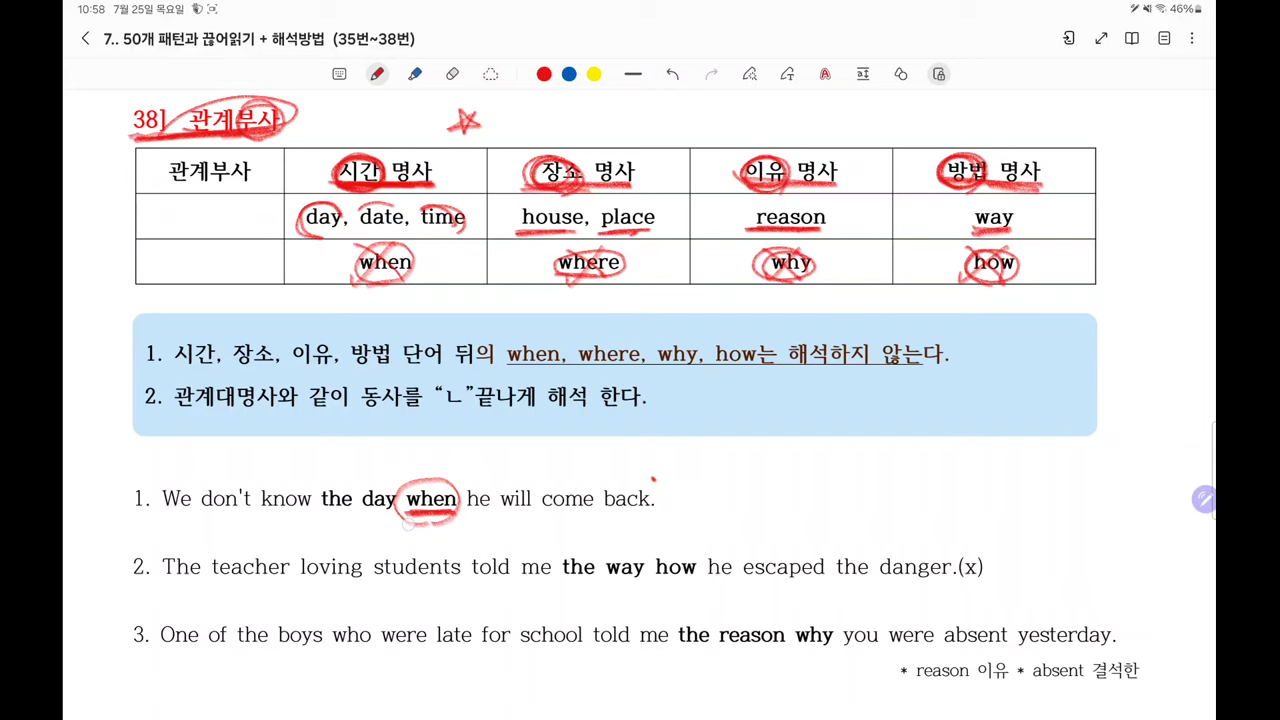 10:58 7월 25일 목요일 46%
7.. 50개 패턴과 끊어읽기 + 해석방법 (35번~38번)
38] 관계부사
관계부사 시간 명사 장소 명사 이유 명사 방법 명사
day, date, time house, place reason way
when where why how
1. 시간, 장소, 이유, 방법 단어 뒤의 when, where, why, how는 해석하지 않는다.
2. 관계대명사와 같이 동사를 “ㄴ”끝나게 해석 한다.
1. We don't know the day when he will come back.
2. The teacher loving students told me the way how he escaped the danger.(x)
3. One of the boys who were late for school told me the reason why you were absent yesterday.
* reason 이유 * absent 결석한